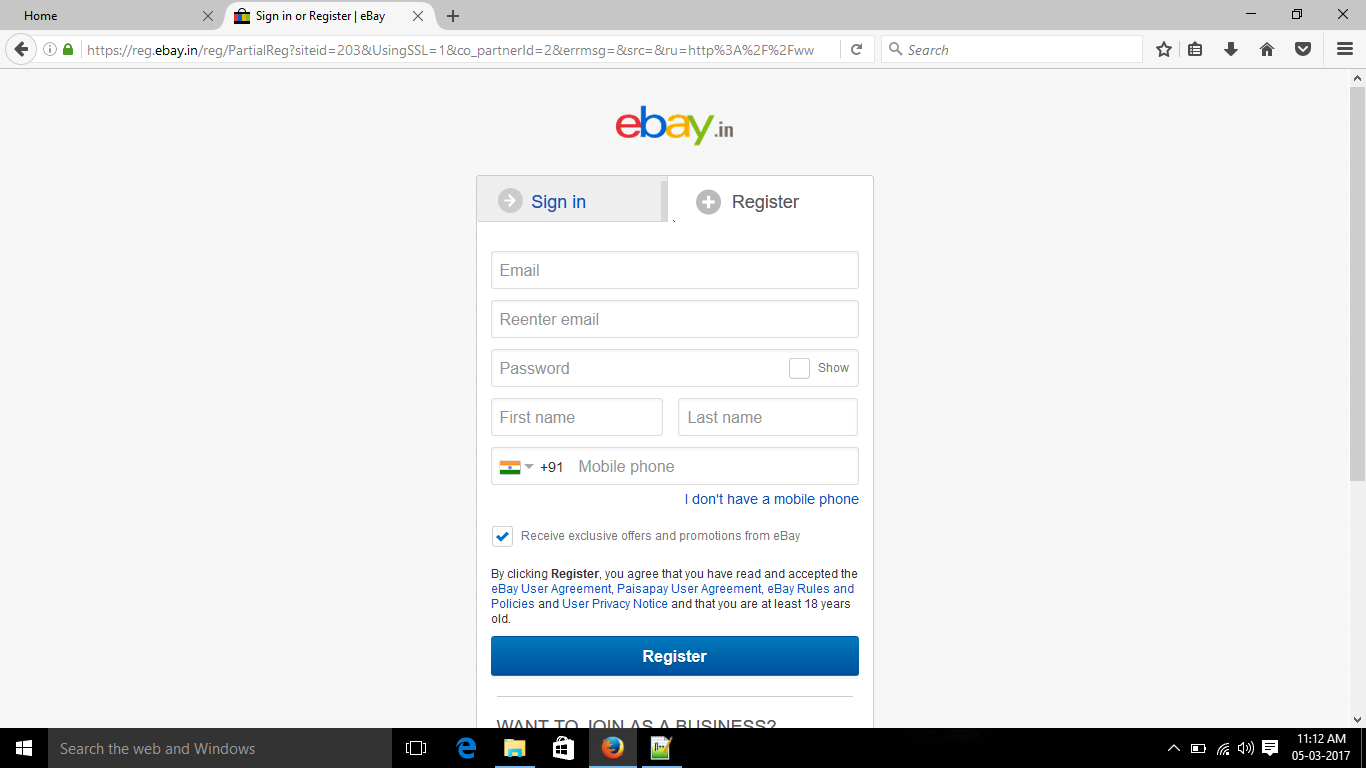 Home
Sign in or Register | eBay
https://reg.ebay.in/reg/PartialReg?siteid=203&UsingSSL=1&co_partnerId=2&errmsg=&src=&ru=http%3A%2F%2Fww
Search
ebay.in
Sign in
Register
Email
Reenter email
Password
Show
First name
Last name
+91
Mobile phone
I don't have a mobile phone
Receive exclusive offers and promotions from eBay
By clicking Register, you agree that you have read and accepted the
eBay User Agreement, Paisapay User Agreement, eBay Rules and
Policies and User Privacy Notice and that you are at least 18 years
old.
Register
WANT TO JOIN AS A BUSINESS?
Search the web and Windows
11:12 AM
05-03-2017